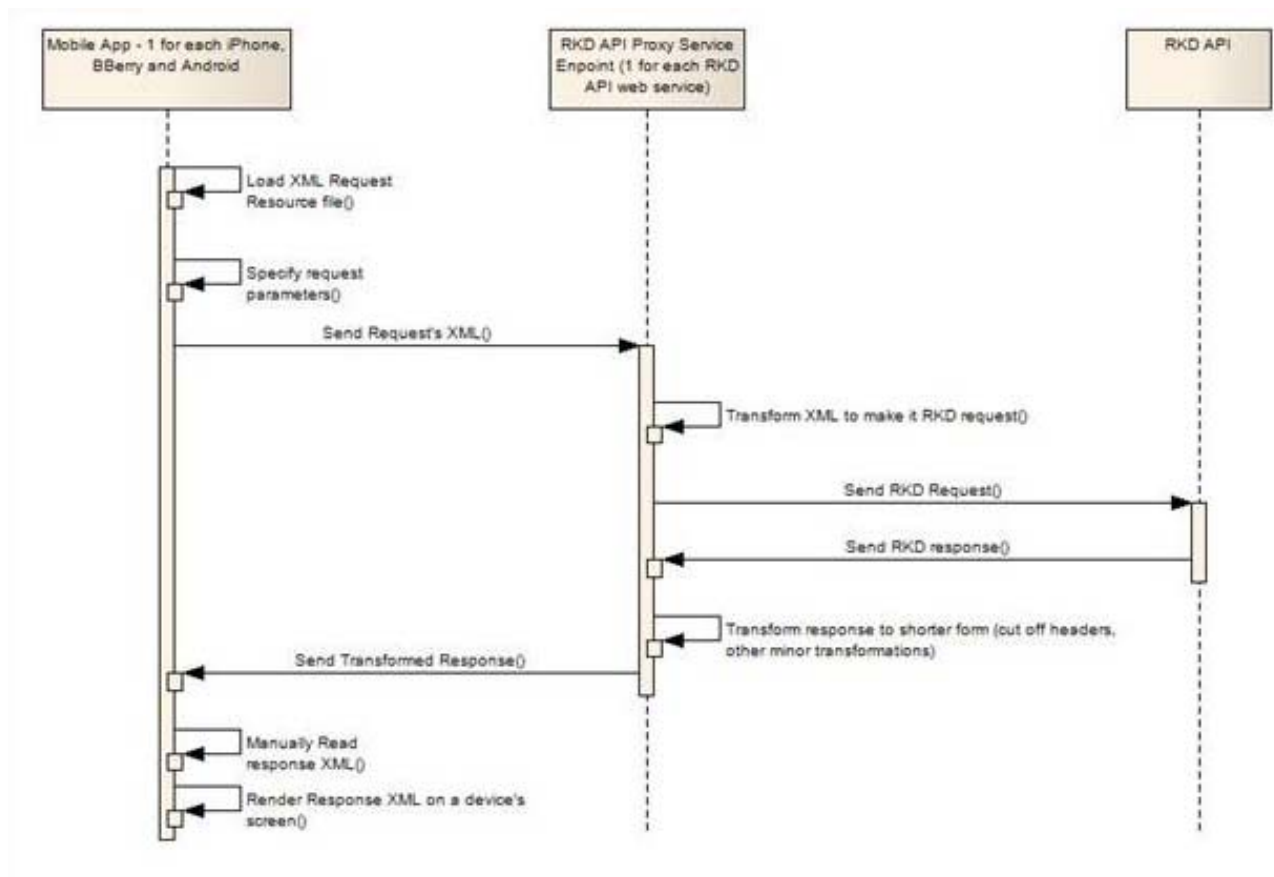 Mobile App - 1 for each iPhone,
BBerry and Android
RKD API Proxy Service
Enpoint (1 for each RKD
API web service)
RKD API
Load XML Request
Resource file()
Specify request
parameters()
Send Request's XML()
Transform XML to make it RKD request()
Send RKD Request()
Send RKD response()
Transform response to shorter form (cut off headers,
other minor transformations)
Send Transformed Response()
Manually Read
response XML()
Render Response XML on a device's
screen()